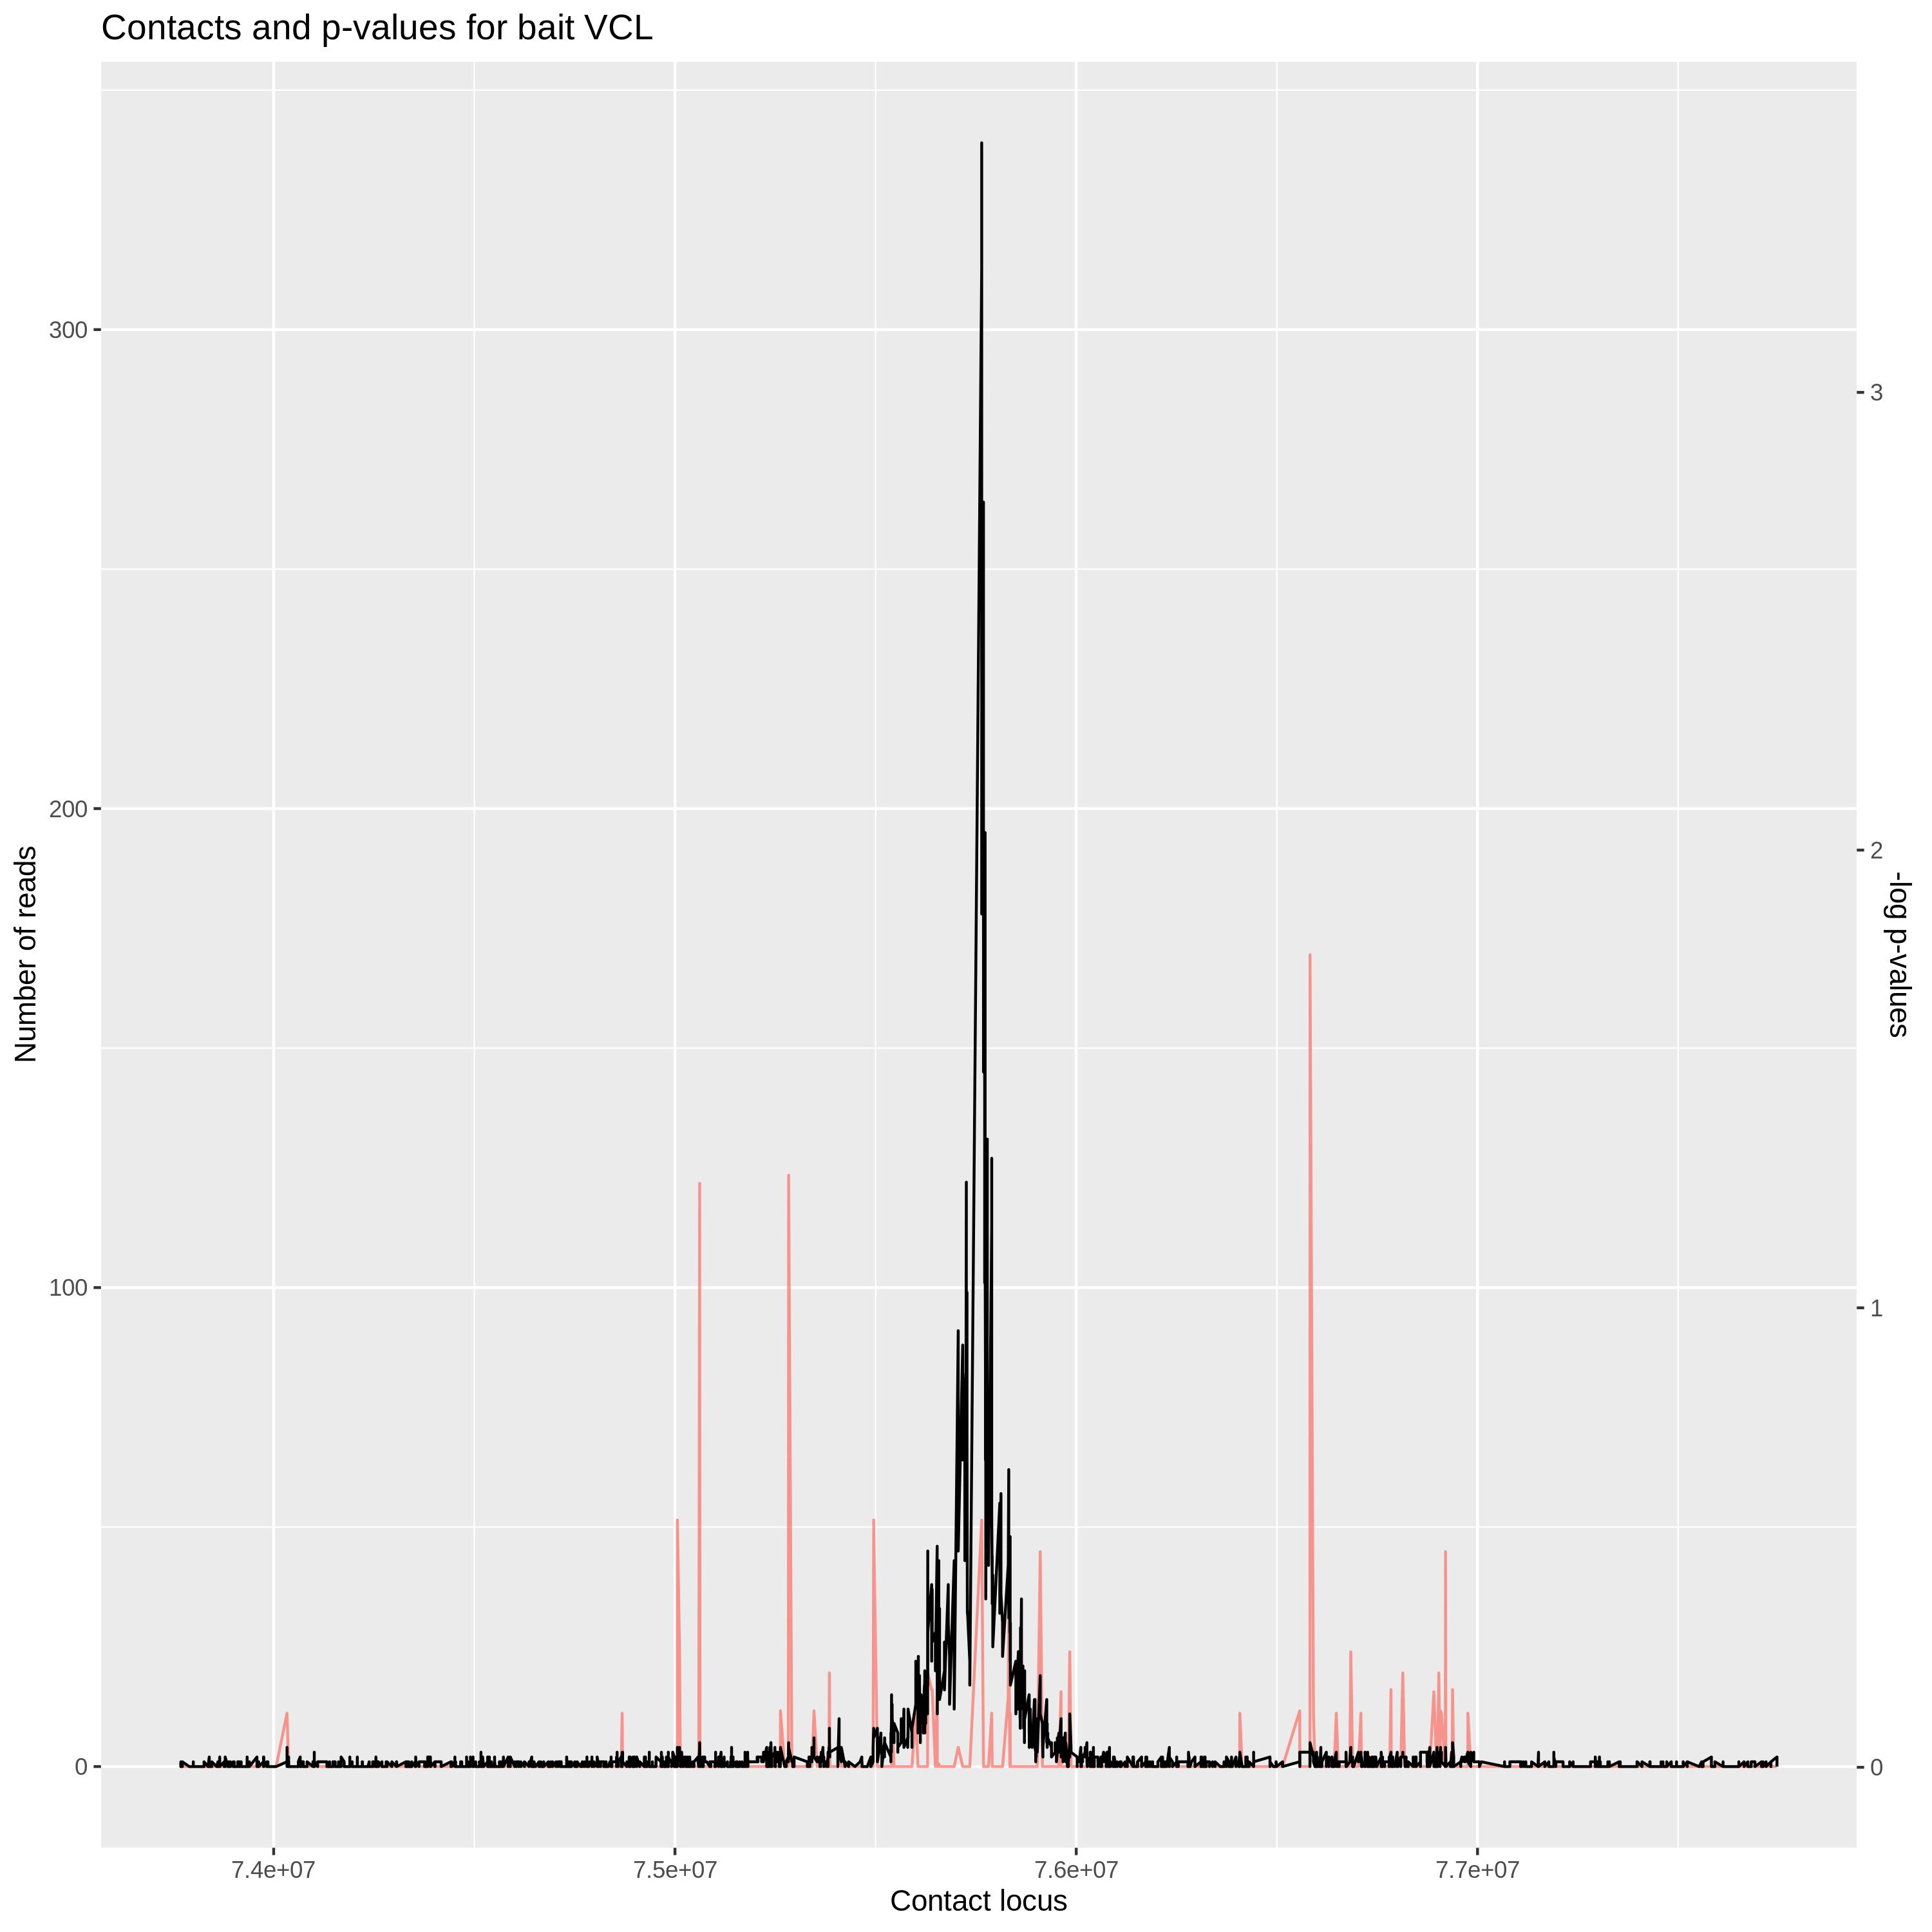 Contacts and p-values for bait VCL
300
200
100
0
Number of reads
3
2
1
0
-log p-values
7.4e+07 7.5e+07 7.6e+07 7.7e+07
Contact locus